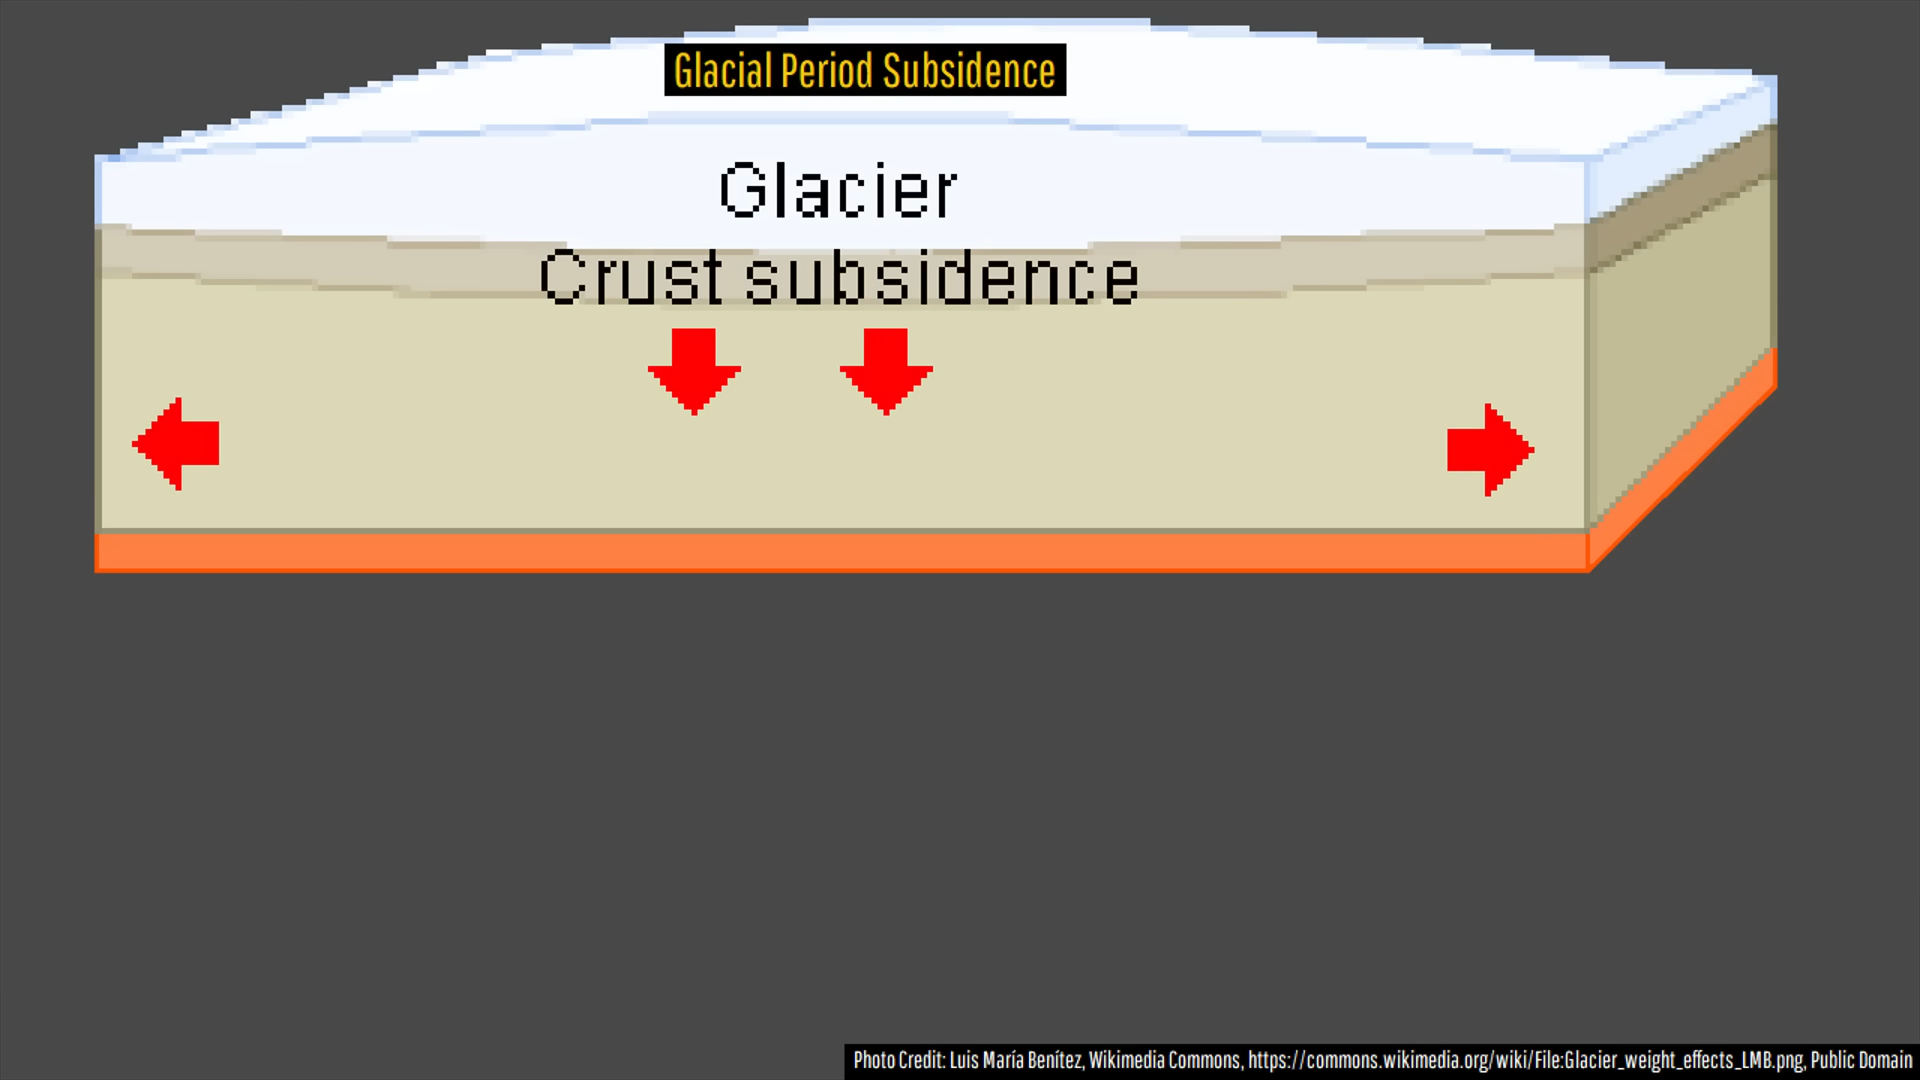 Glacial Period Subsidence
Glacier
Crust subsidence
Photo Credit: Luis María Benítez, Wikimedia Commons, https://commons.wikimedia.org/wiki/File:Glacier_weight_effects_LMB.png, Public Domain